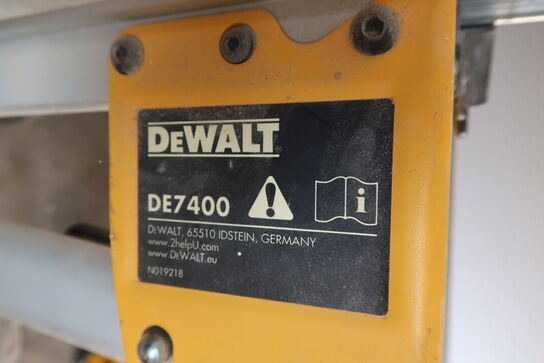 DEWALT
DE7400
i
DEWALT, 65510 IDSTEIN, GERMANY
www.2helpU.com
www.DEWALT.eu
N019218